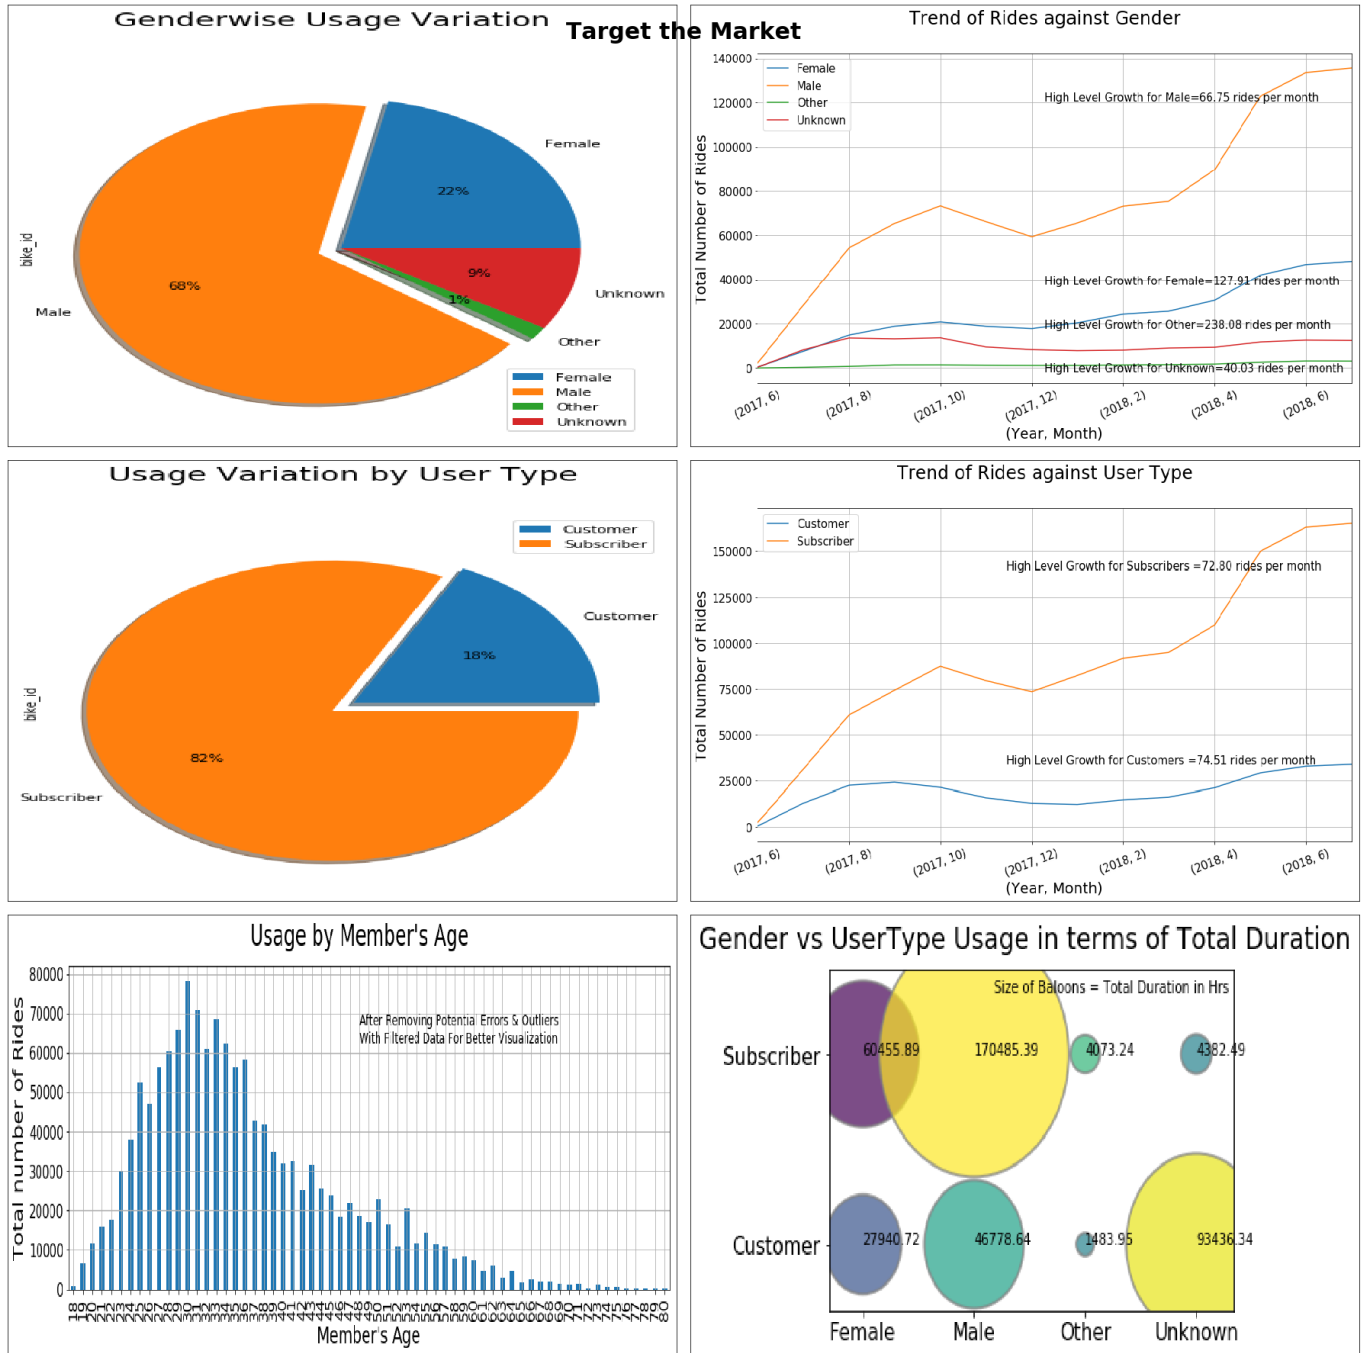 Target the Market
Genderwise Usage Variation
Female
22%
9%
Unknown
1%
Other
68%
Male
bike_id
Female
Male
Other
Unknown
Trend of Rides against Gender
Female
Male
Other
Unknown
High Level Growth for Male=66.75 rides per month
High Level Growth for Female=127.91 rides per month
High Level Growth for Other=238.08 rides per month
High Level Growth for Unknown=40.03 rides per month
Total Number of Rides
140000
120000
100000
80000
60000
40000
20000
0
(2017, 6) (2017, 8) (2017, 10) (2017, 12) (2018, 2) (2018, 4) (2018, 6)
(Year, Month)
Usage Variation by User Type
Customer
Subscriber
Customer
18%
82%
Subscriber
bike_id
Trend of Rides against User Type
Customer
Subscriber
High Level Growth for Subscribers =72.80 rides per month
High Level Growth for Customers =74.51 rides per month
Total Number of Rides
150000
125000
100000
75000
50000
25000
0
(2017, 6) (2017, 8) (2017, 10) (2017, 12) (2018, 2) (2018, 4) (2018, 6)
(Year, Month)
Usage by Member's Age
After Removing Potential Errors & Outliers
With Filtered Data For Better Visualization
Total number of Rides
80000
70000
60000
50000
40000
30000
20000
10000
0
18 19 20 21 22 23 24 25 26 27 28 29 30 31 32 33 34 35 36 37 38 39 40 41 42 43 44 45 46 47 48 49 50 51 52 53 54 55 56 57 58 59 60 61 62 63 64 65 66 67 68 69 70 71 72 73 74 75 76 77 78 79 80
Member's Age
Gender vs UserType Usage in terms of Total Duration
Size of Baloons = Total Duration in Hrs
Subscriber
60455.89 170485.39 4073.24 4382.49
Customer
27940.72 46778.64 1483.95 93436.34
Female Male Other Unknown